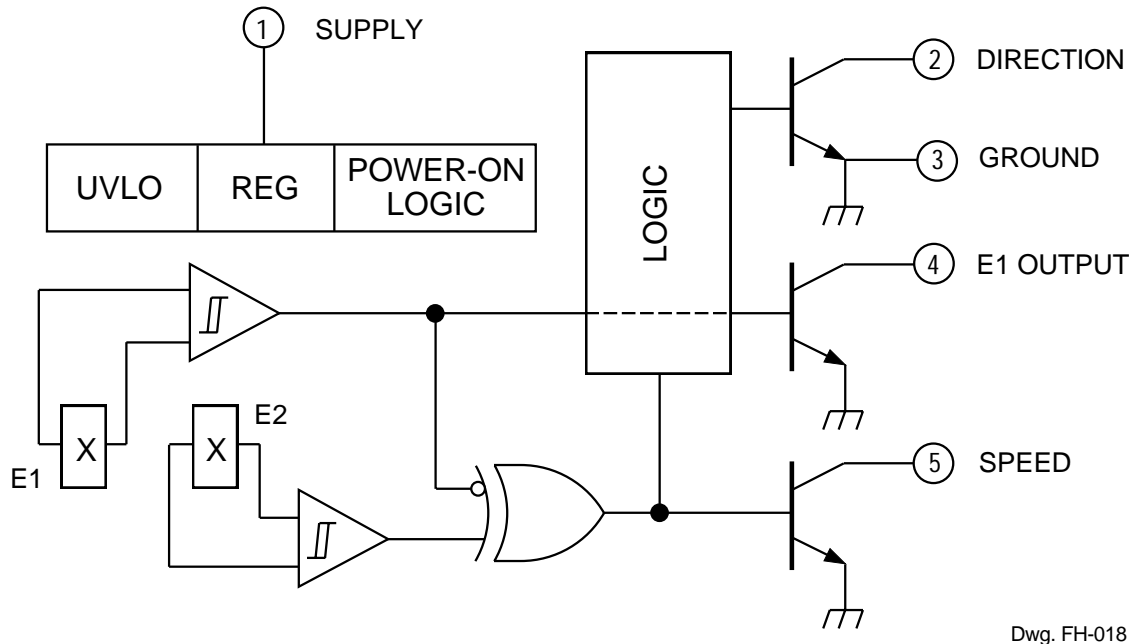 1 SUPPLY
2 DIRECTION
UVLO
REG
POWER-ON
LOGIC
3 GROUND
LOGIC
4 E1 OUTPUT
X
E1
X
E2
5 SPEED
Dwg. FH-018